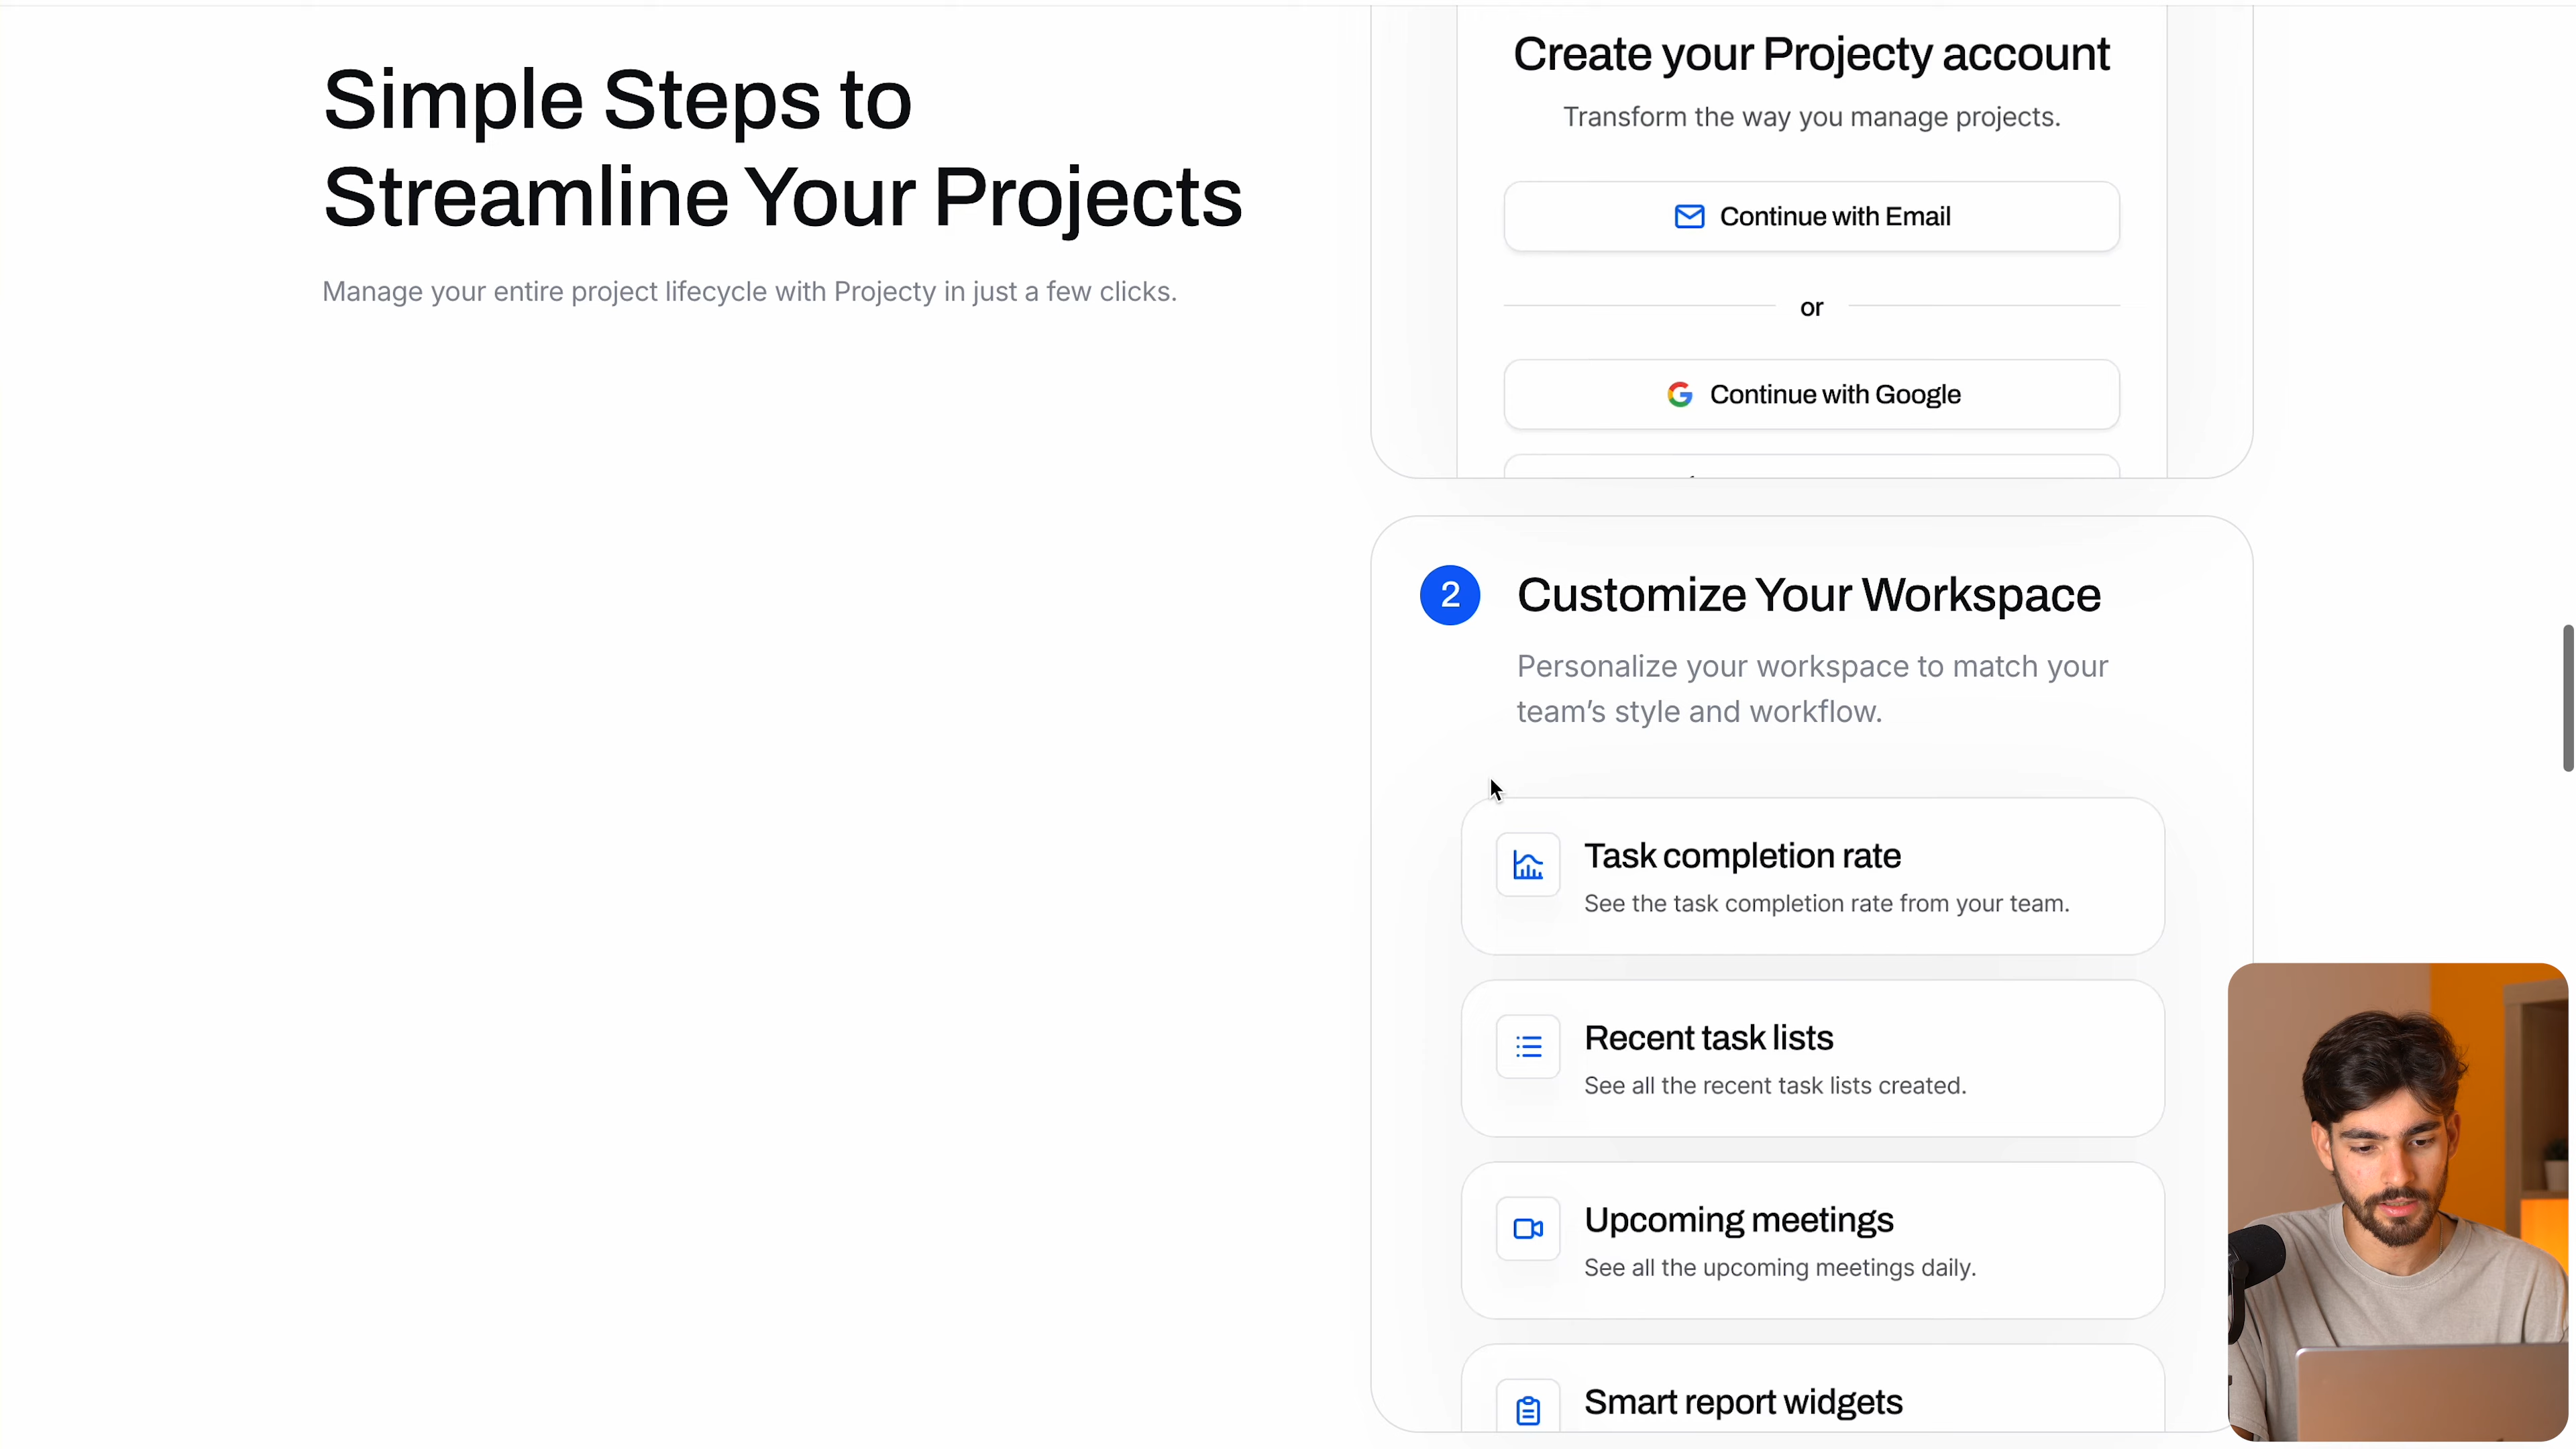 Simple Steps to
Streamline Your Projects
Manage your entire project lifecycle with Projecty in just a few clicks.
Create your Projecty account
Transform the way you manage projects.
Continue with Email
or
Continue with Google
2
Customize Your Workspace
Personalize your workspace to match your
team’s style and workflow.
Task completion rate
See the task completion rate from your team.
Recent task lists
See all the recent task lists created.
Upcoming meetings
See all the upcoming meetings daily.
Smart report widgets